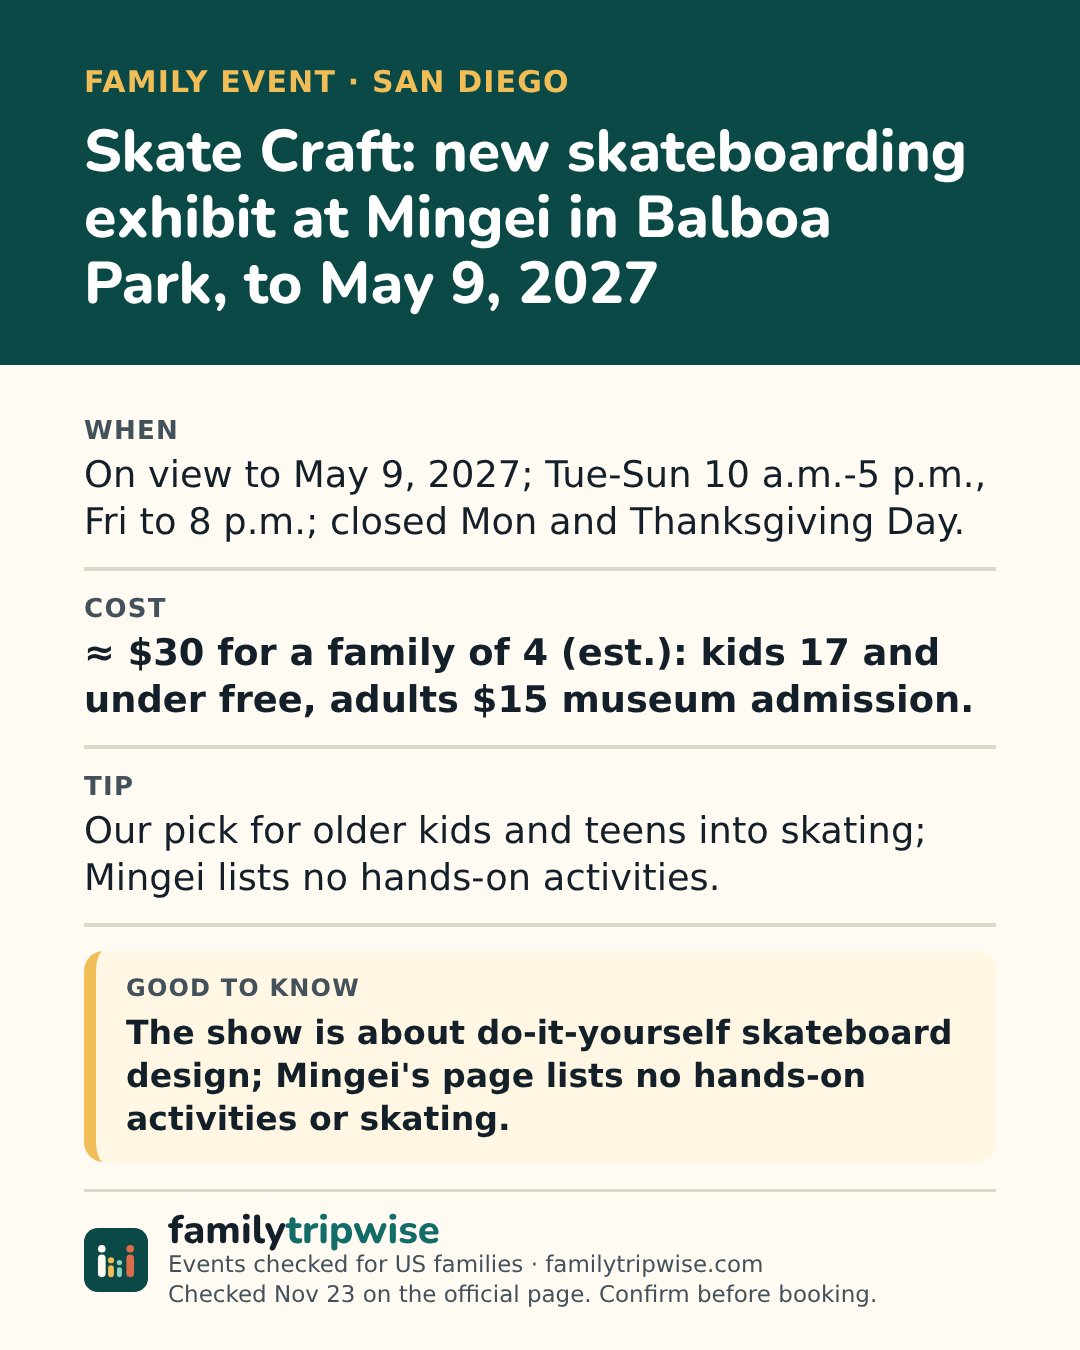 FAMILY EVENT · SAN DIEGO
Skate Craft: new skateboarding
exhibit at Mingei in Balboa
Park, to May 9, 2027
WHEN
On view to May 9, 2027; Tue-Sun 10 a.m.-5 p.m.,
Fri to 8 p.m.; closed Mon and Thanksgiving Day.
COST
≈ $30 for a family of 4 (est.): kids 17 and
under free, adults $15 museum admission.
TIP
Our pick for older kids and teens into skating;
Mingei lists no hands-on activities.
GOOD TO KNOW
The show is about do-it-yourself skateboard
design; Mingei's page lists no hands-on
activities or skating.
familytripwise
Events checked for US families · familytripwise.com
Checked Nov 23 on the official page. Confirm before booking.